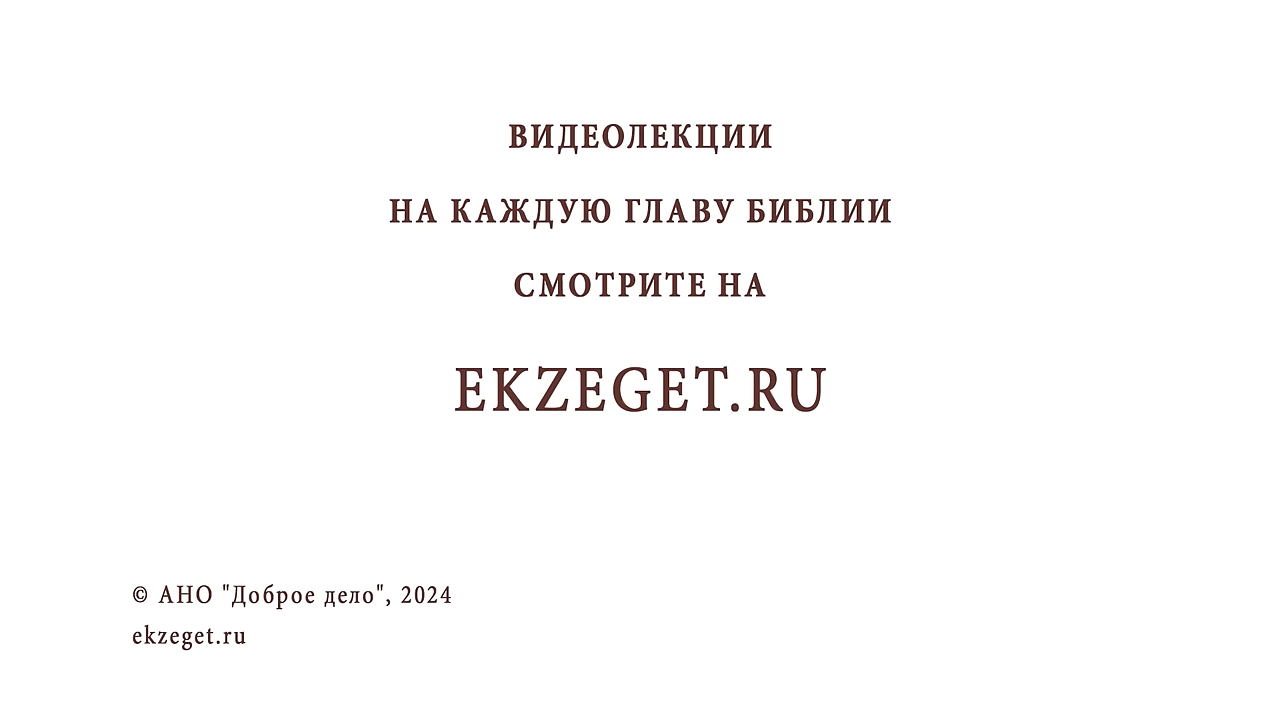 ВИДЕОЛЕКЦИИ
НА КАЖДУЮ ГЛАВУ БИБЛИИ
СМОТРИТЕ НА
EKZEGET.RU
© АНО "Доброе дело", 2024
ekzeget.ru